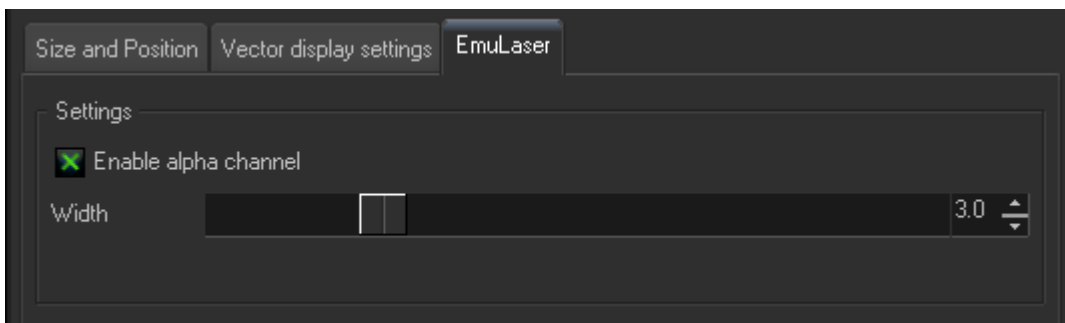 Size and Position Vector display settings EmuLaser
Settings
Enable alpha channel
Width 3.0